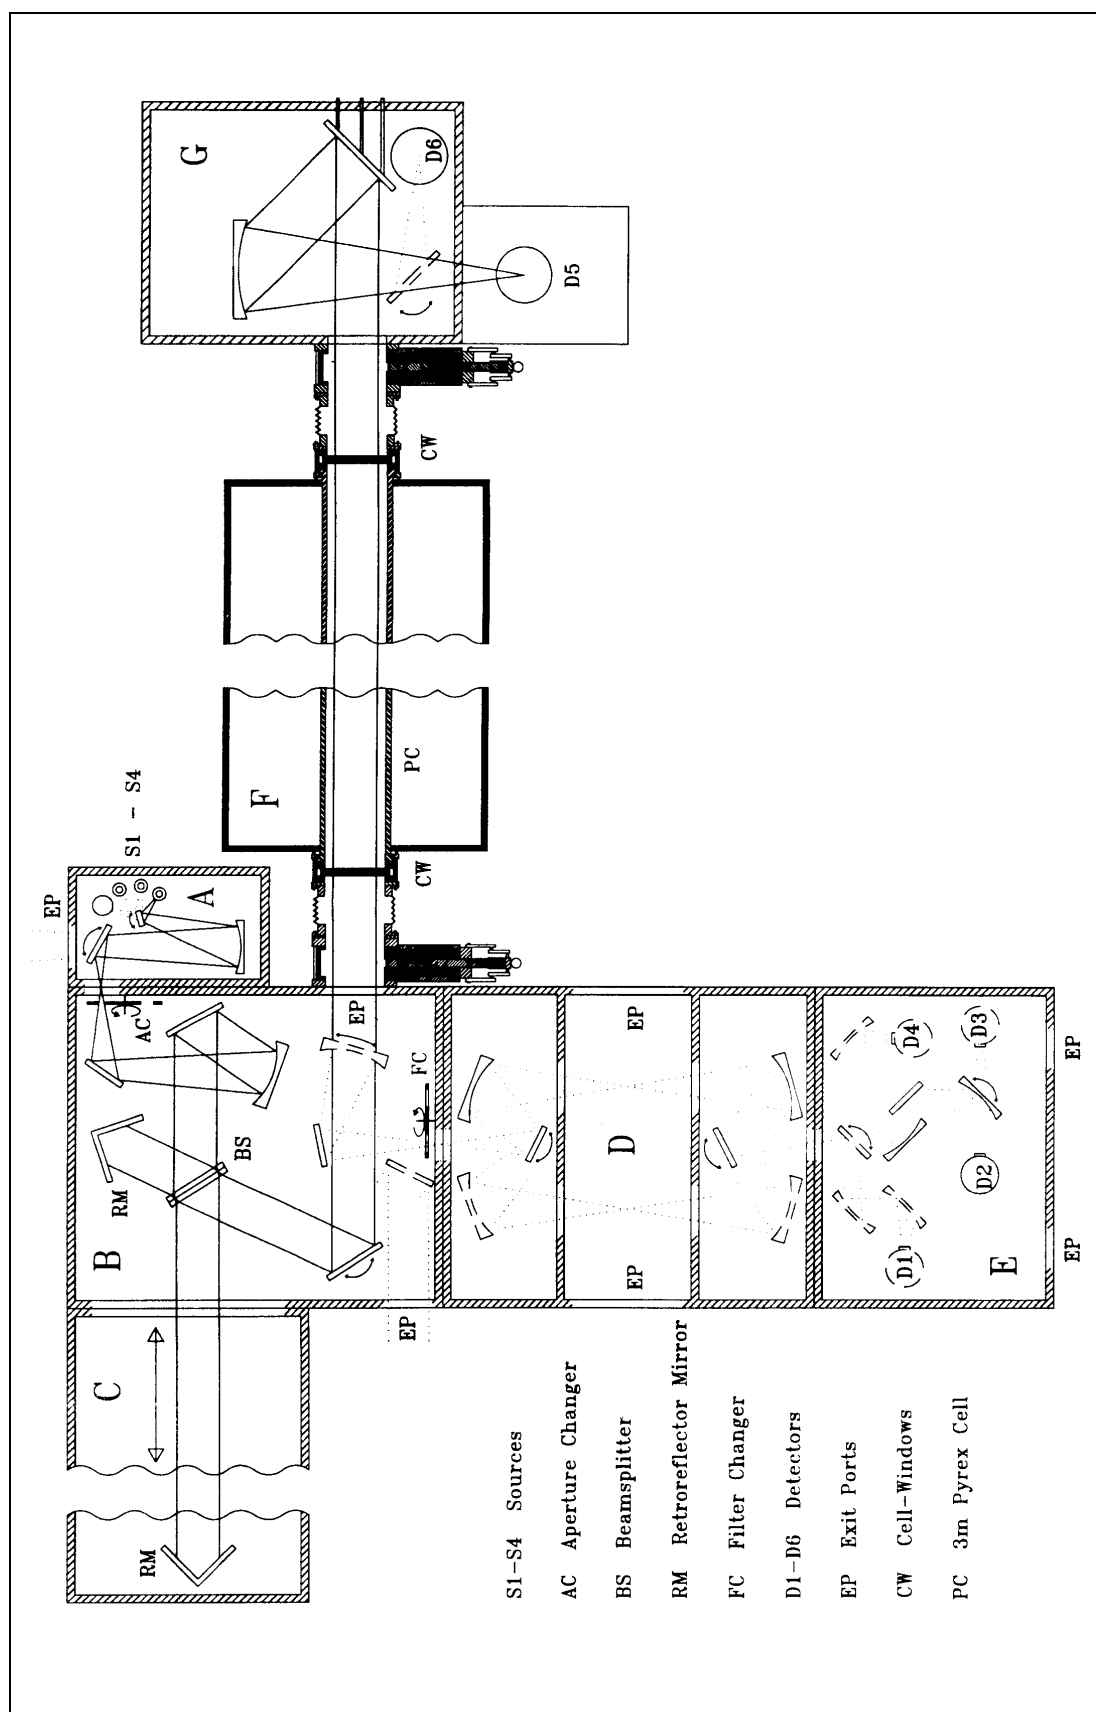 G
D6
D5
CW
F
PC
CW
S1 - S4
EP
A
AC
RM
BS
B
EP
FC
EP
C
RM
EP
D
EP
D4
D3
D2
D1
E
EP
EP
S1-S4 Sources
AC Aperture Changer
BS Beamsplitter
RM Retroreflector Mirror
FC Filter Changer
D1-D6 Detectors
EP Exit Ports
CW Cell-Windows
PC 3m Pyrex Cell